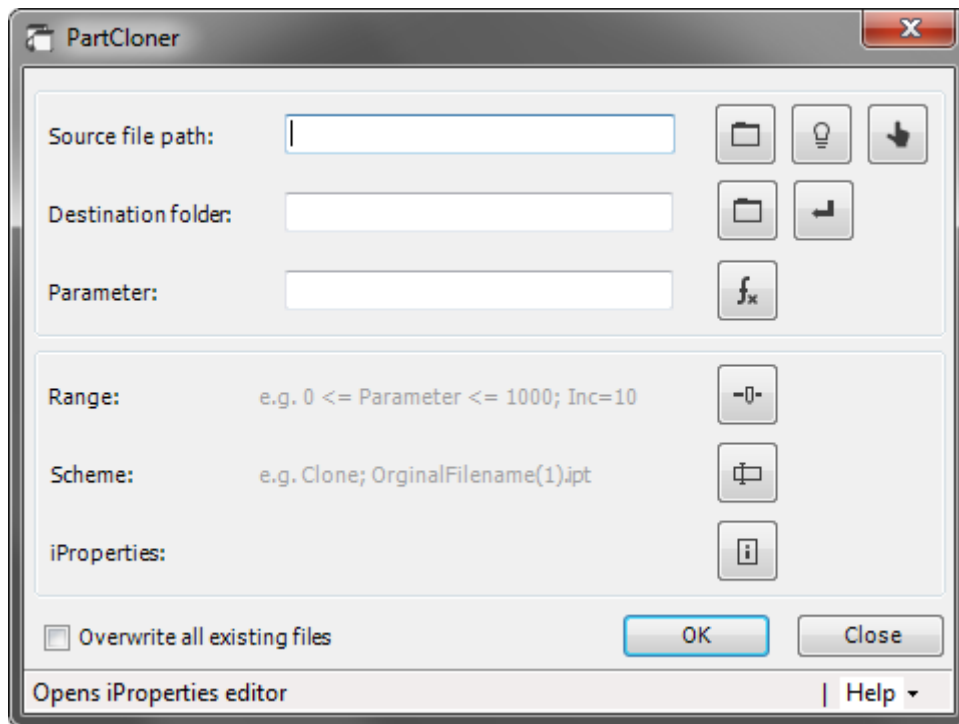 PartCloner
Source file path:
Destination folder:
Parameter:
fx
Range: e.g. 0 <= Parameter <= 1000; Inc=10
Scheme: e.g. Clone; OrginalFilename(1).ipt
iProperties:
i
Overwrite all existing files OK Close
Opens iProperties editor | Help